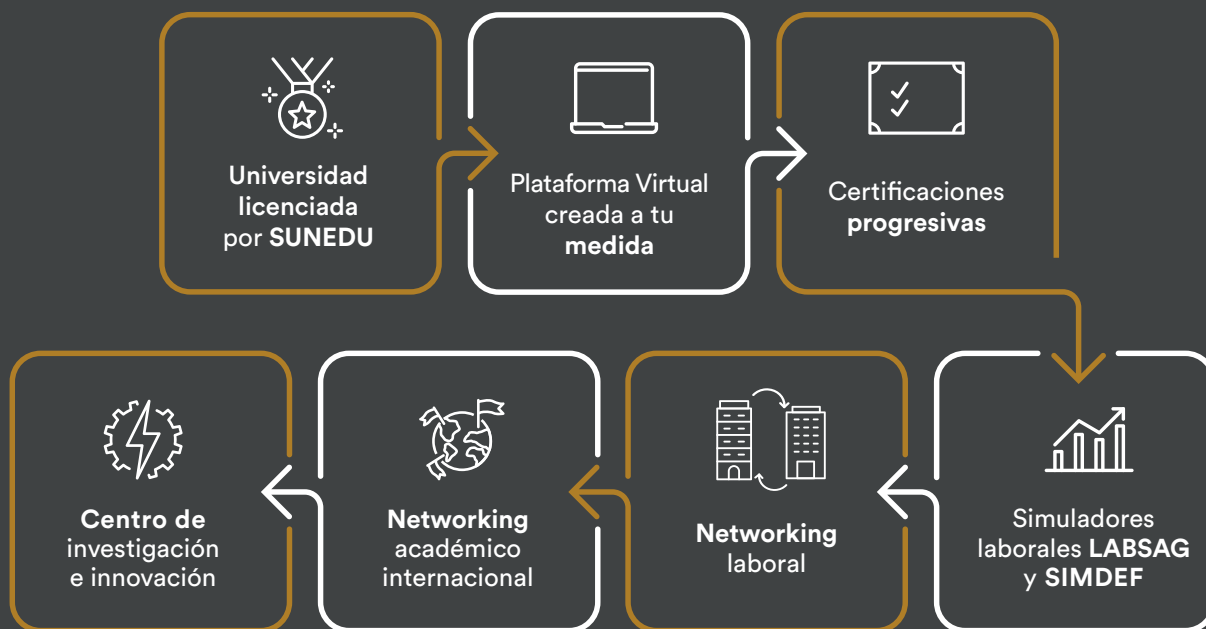 Universidad
licenciada
por SUNEDU
Plataforma Virtual
creada a tu
medida
Certificaciones
progresivas
Simuladores
laborales LABSAG
y SIMDEF
Networking
laboral
Networking
académico
internacional
Centro de
investigación
e innovación